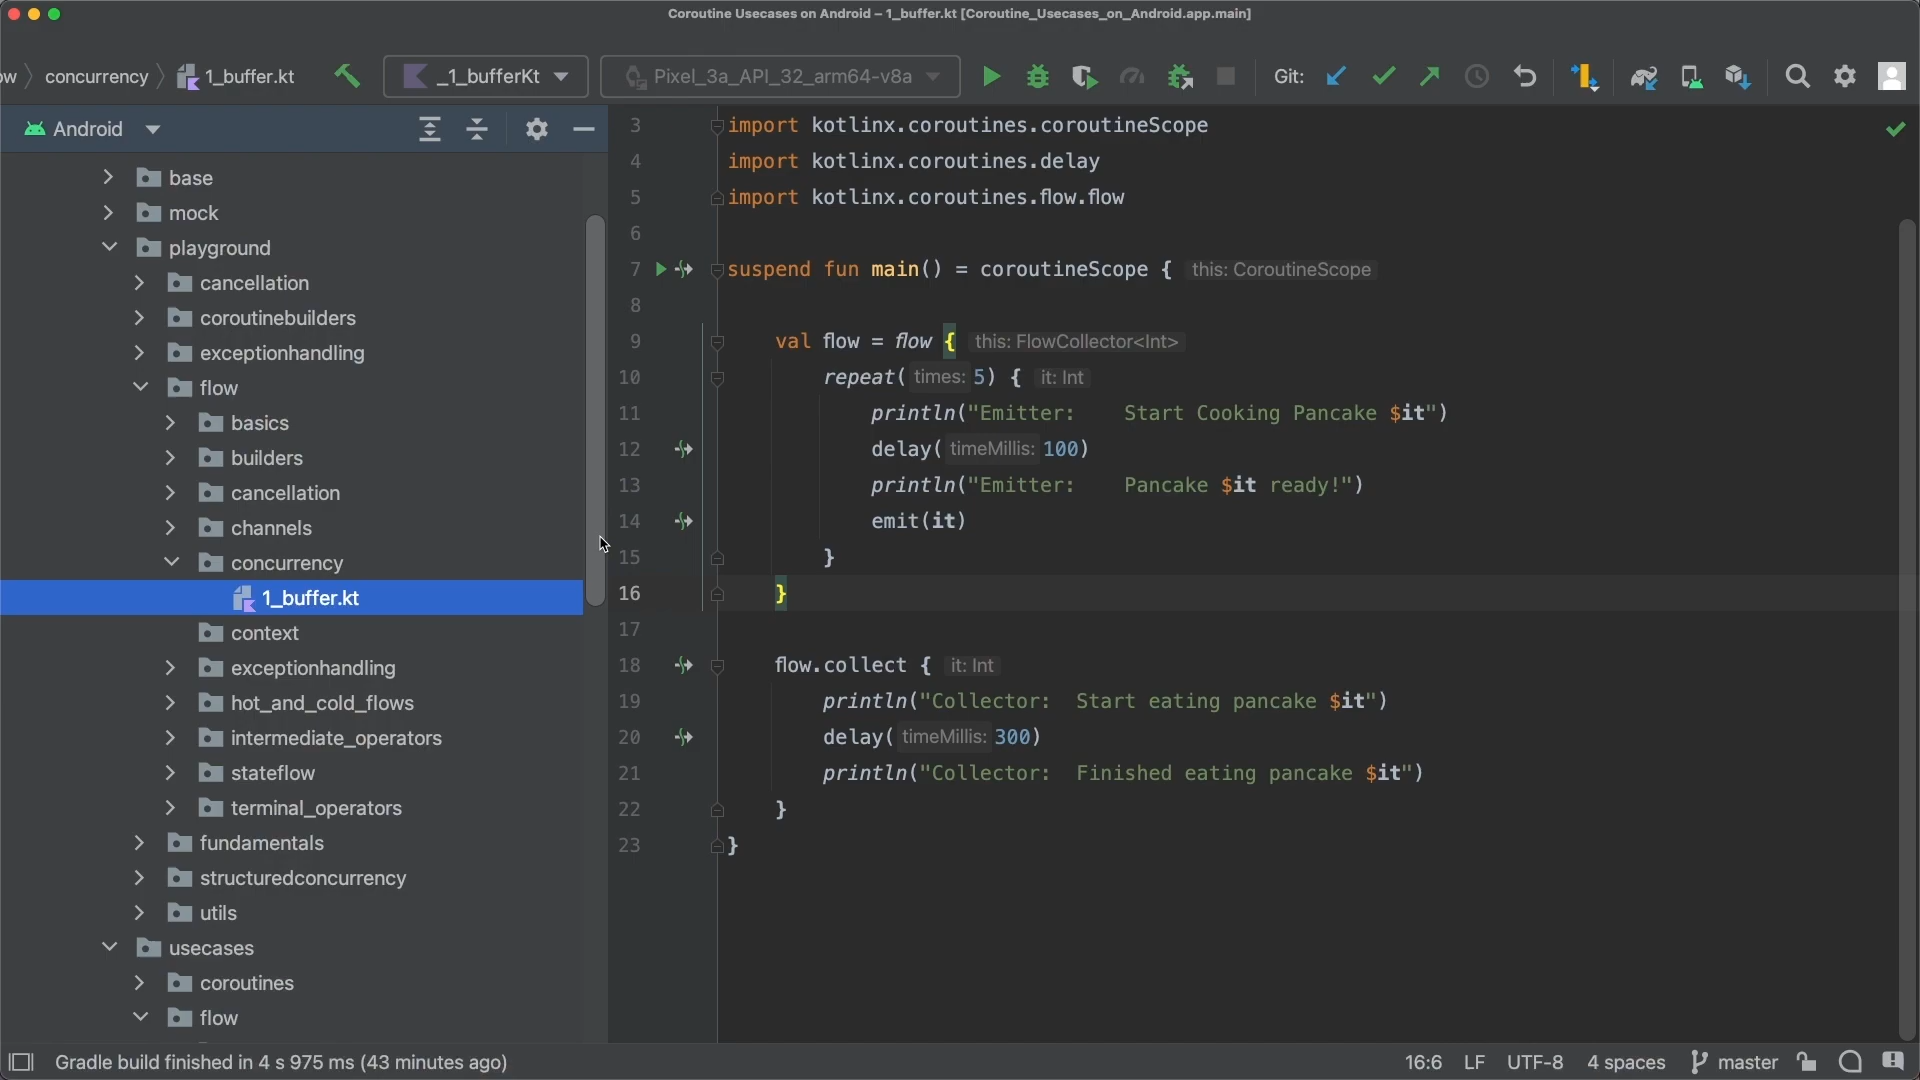 Coroutine Usecases on Android – 1_buffer.kt [Coroutine_Usecases_on_Android.app.main]
ow concurrency 1_buffer.kt _1_bufferKt Pixel_3a_API_32_arm64-v8a Git:
Android
base
mock
playground
cancellation
coroutinebuilders
exceptionhandling
flow
basics
builders
cancellation
channels
concurrency
1_buffer.kt
context
exceptionhandling
hot_and_cold_flows
intermediate_operators
stateflow
terminal_operators
fundamentals
structuredconcurrency
utils
usecases
coroutines
flow
3 import kotlinx.coroutines.coroutineScope
4 import kotlinx.coroutines.delay
5 import kotlinx.coroutines.flow.flow
6
7 suspend fun main() = coroutineScope { this: CoroutineScope
8
9 val flow = flow { this: FlowCollector<Int>
10 repeat( times: 5) { it: Int
11 println("Emitter:    Start Cooking Pancake $it")
12 delay( timeMillis: 100)
13 println("Emitter:    Pancake $it ready!")
14 emit(it)
15 }
16 }
17
18 flow.collect { it: Int
19 println("Collector:  Start eating pancake $it")
20 delay( timeMillis: 300)
21 println("Collector:  Finished eating pancake $it")
22 }
23 }
Gradle build finished in 4 s 975 ms (43 minutes ago) 16:6 LF UTF-8 4 spaces master